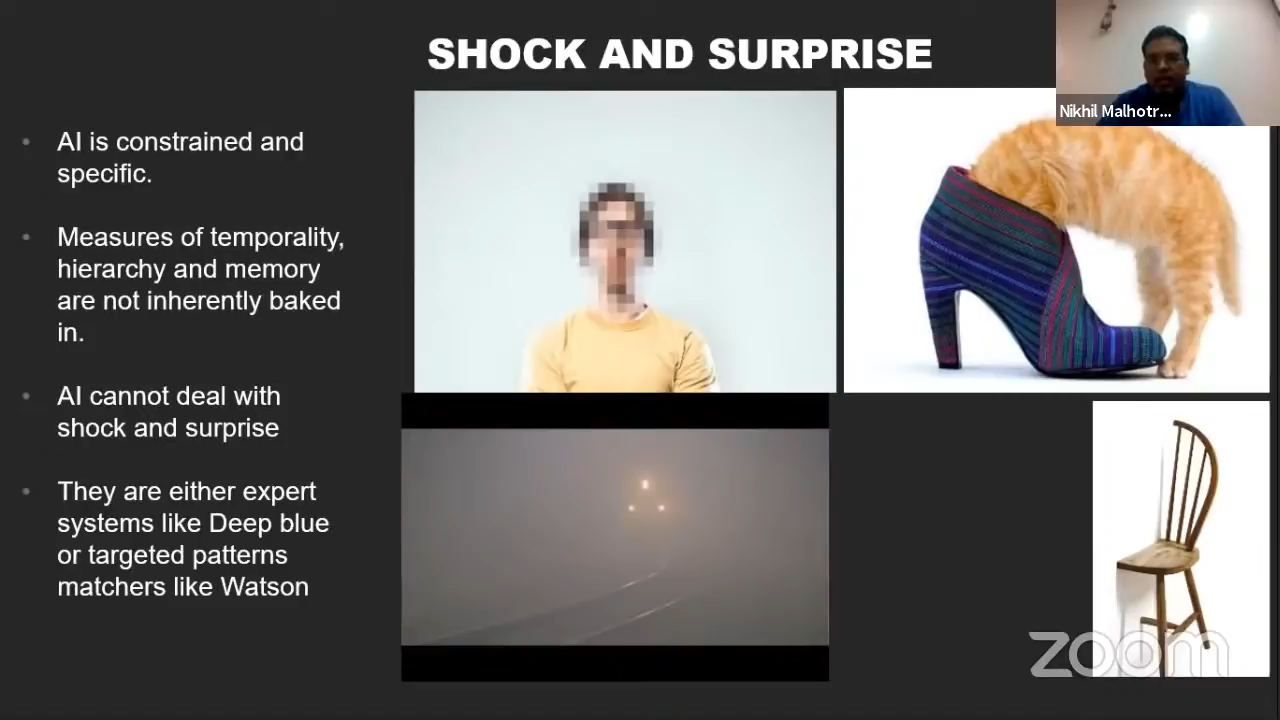 SHOCK AND SURPRISE
Nikhil Malhotr...
AI is constrained and
specific.
Measures of temporality,
hierarchy and memory
are not inherently baked
in.
AI cannot deal with
shock and surprise
They are either expert
systems like Deep blue
or targeted patterns
matchers like Watson
zoom